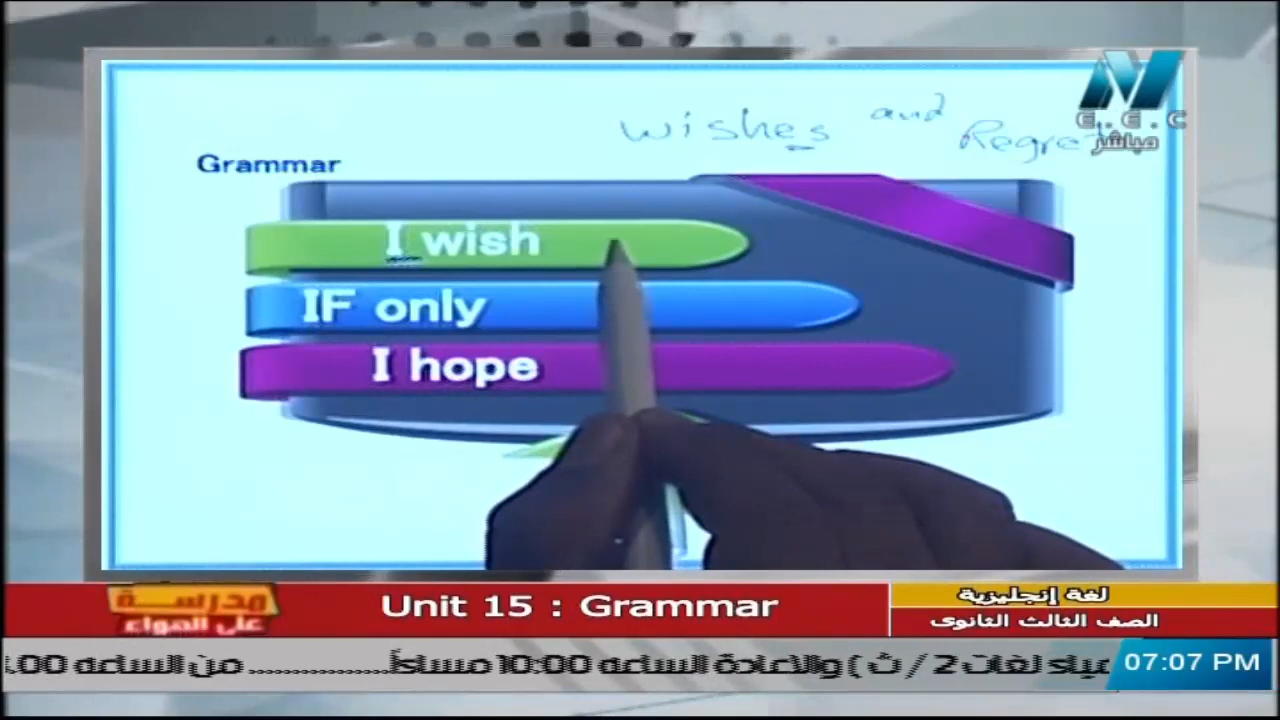 wishes and Regret
E.E.C
مباشر
Grammar
I wish
IF only
I hope
مدرسة
على الهواء
Unit 15 : Grammar
لغة إنجليزية
الصف الثالث الثانوى
لغات 2 / ث ) والاعادة الساعه 10:00 مساءاً................ من الساعه
07:07 PM